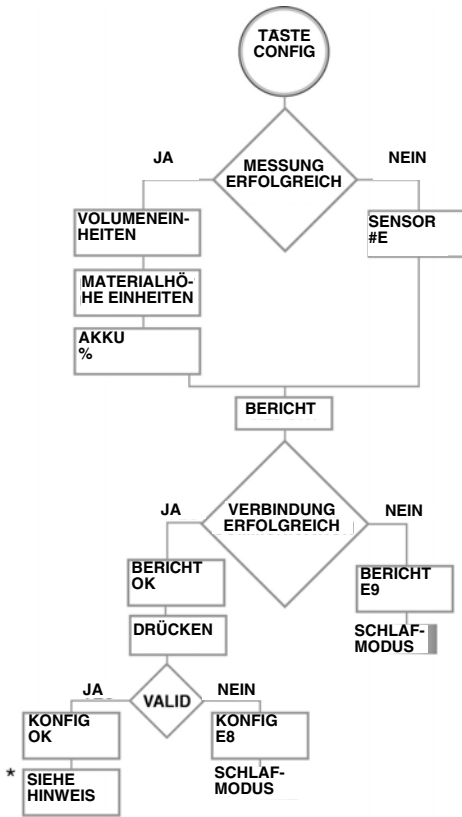 TASTE
CONFIG
JA
NEIN
MESSUNG
ERFOLGREICH
VOLUMENEIN-
HEITEN
SENSOR
#E
MATERIALHÖ-
HE EINHEITEN
AKKU
%
BERICHT
JA
NEIN
VERBINDUNG
ERFOLGREICH
BERICHT
OK
BERICHT
E9
DRÜCKEN
SCHLAF-
MODUS
JA
VALID
NEIN
KONFIG
OK
KONFIG
E8
* SIEHE
HINWEIS
SCHLAF-
MODUS